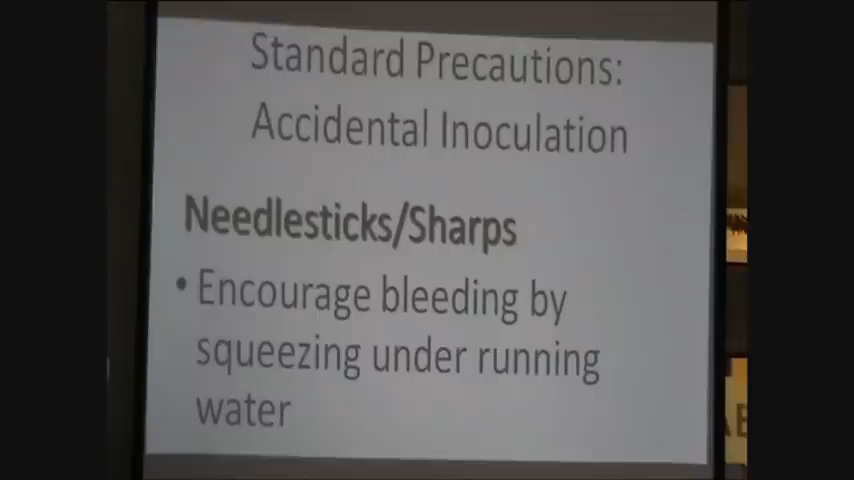 Standard Precautions:
Accidental Inoculation
Needlesticks/Sharps
• Encourage bleeding by
squeezing under running
water